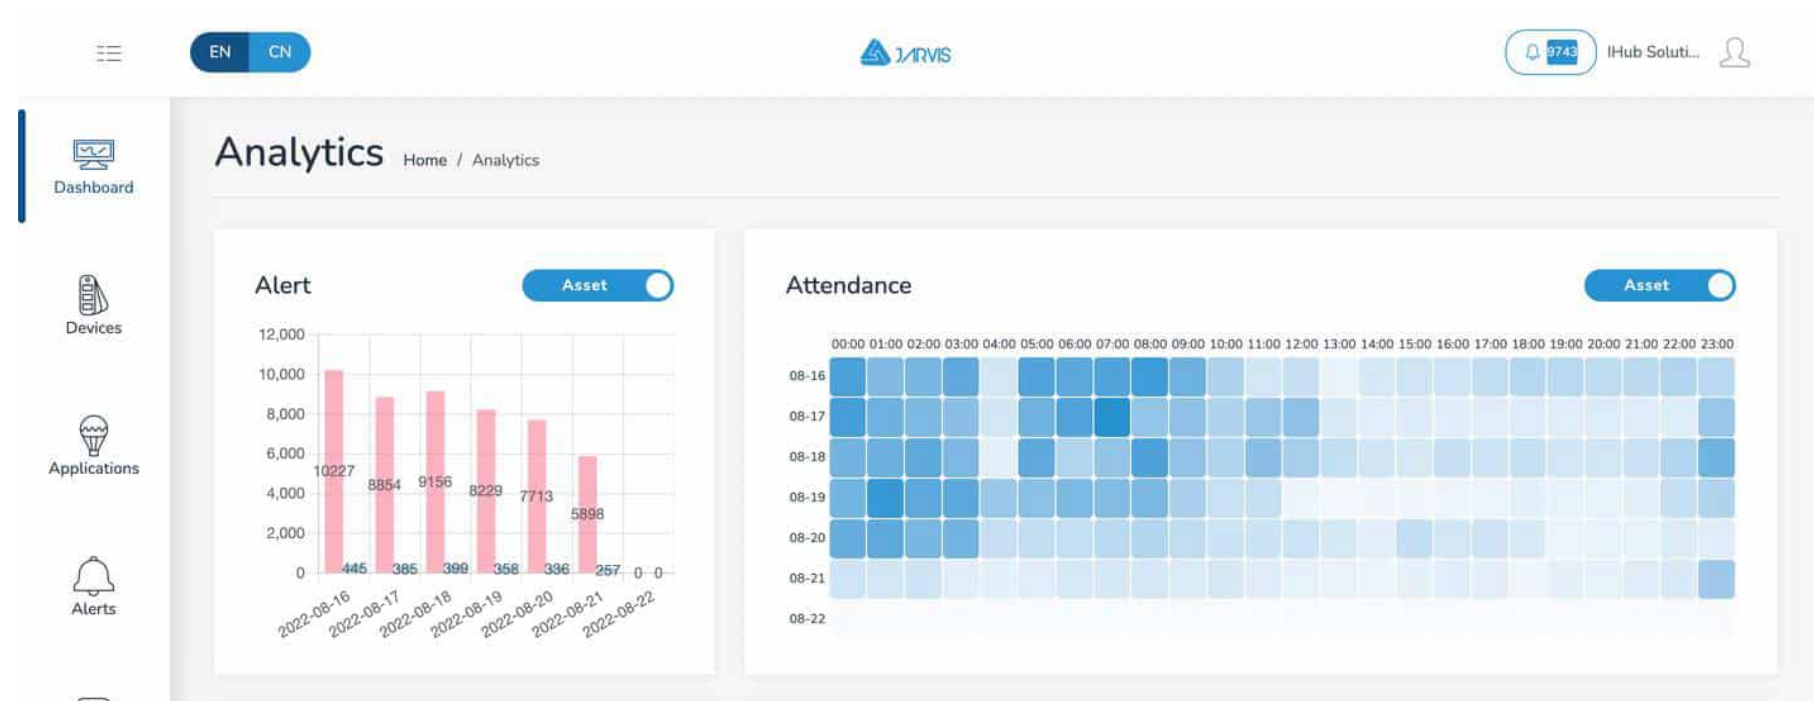 EN CN JARVIS 9743 IHub Soluti...
Dashboard
Devices
Applications
Alerts
Analytics Home / Analytics
Alert Asset
12,000
10,000
8,000
6,000
4,000
2,000
0
10227 8854 9156 8229 7713 5898
445 385 399 358 336 257 0 0
2022-08-16 2022-08-17 2022-08-18 2022-08-19 2022-08-20 2022-08-21 2022-08-22
Attendance Asset
00:00 01:00 02:00 03:00 04:00 05:00 06:00 07:00 08:00 09:00 10:00 11:00 12:00 13:00 14:00 15:00 16:00 17:00 18:00 19:00 20:00 21:00 22:00 23:00
08-16
08-17
08-18
08-19
08-20
08-21
08-22